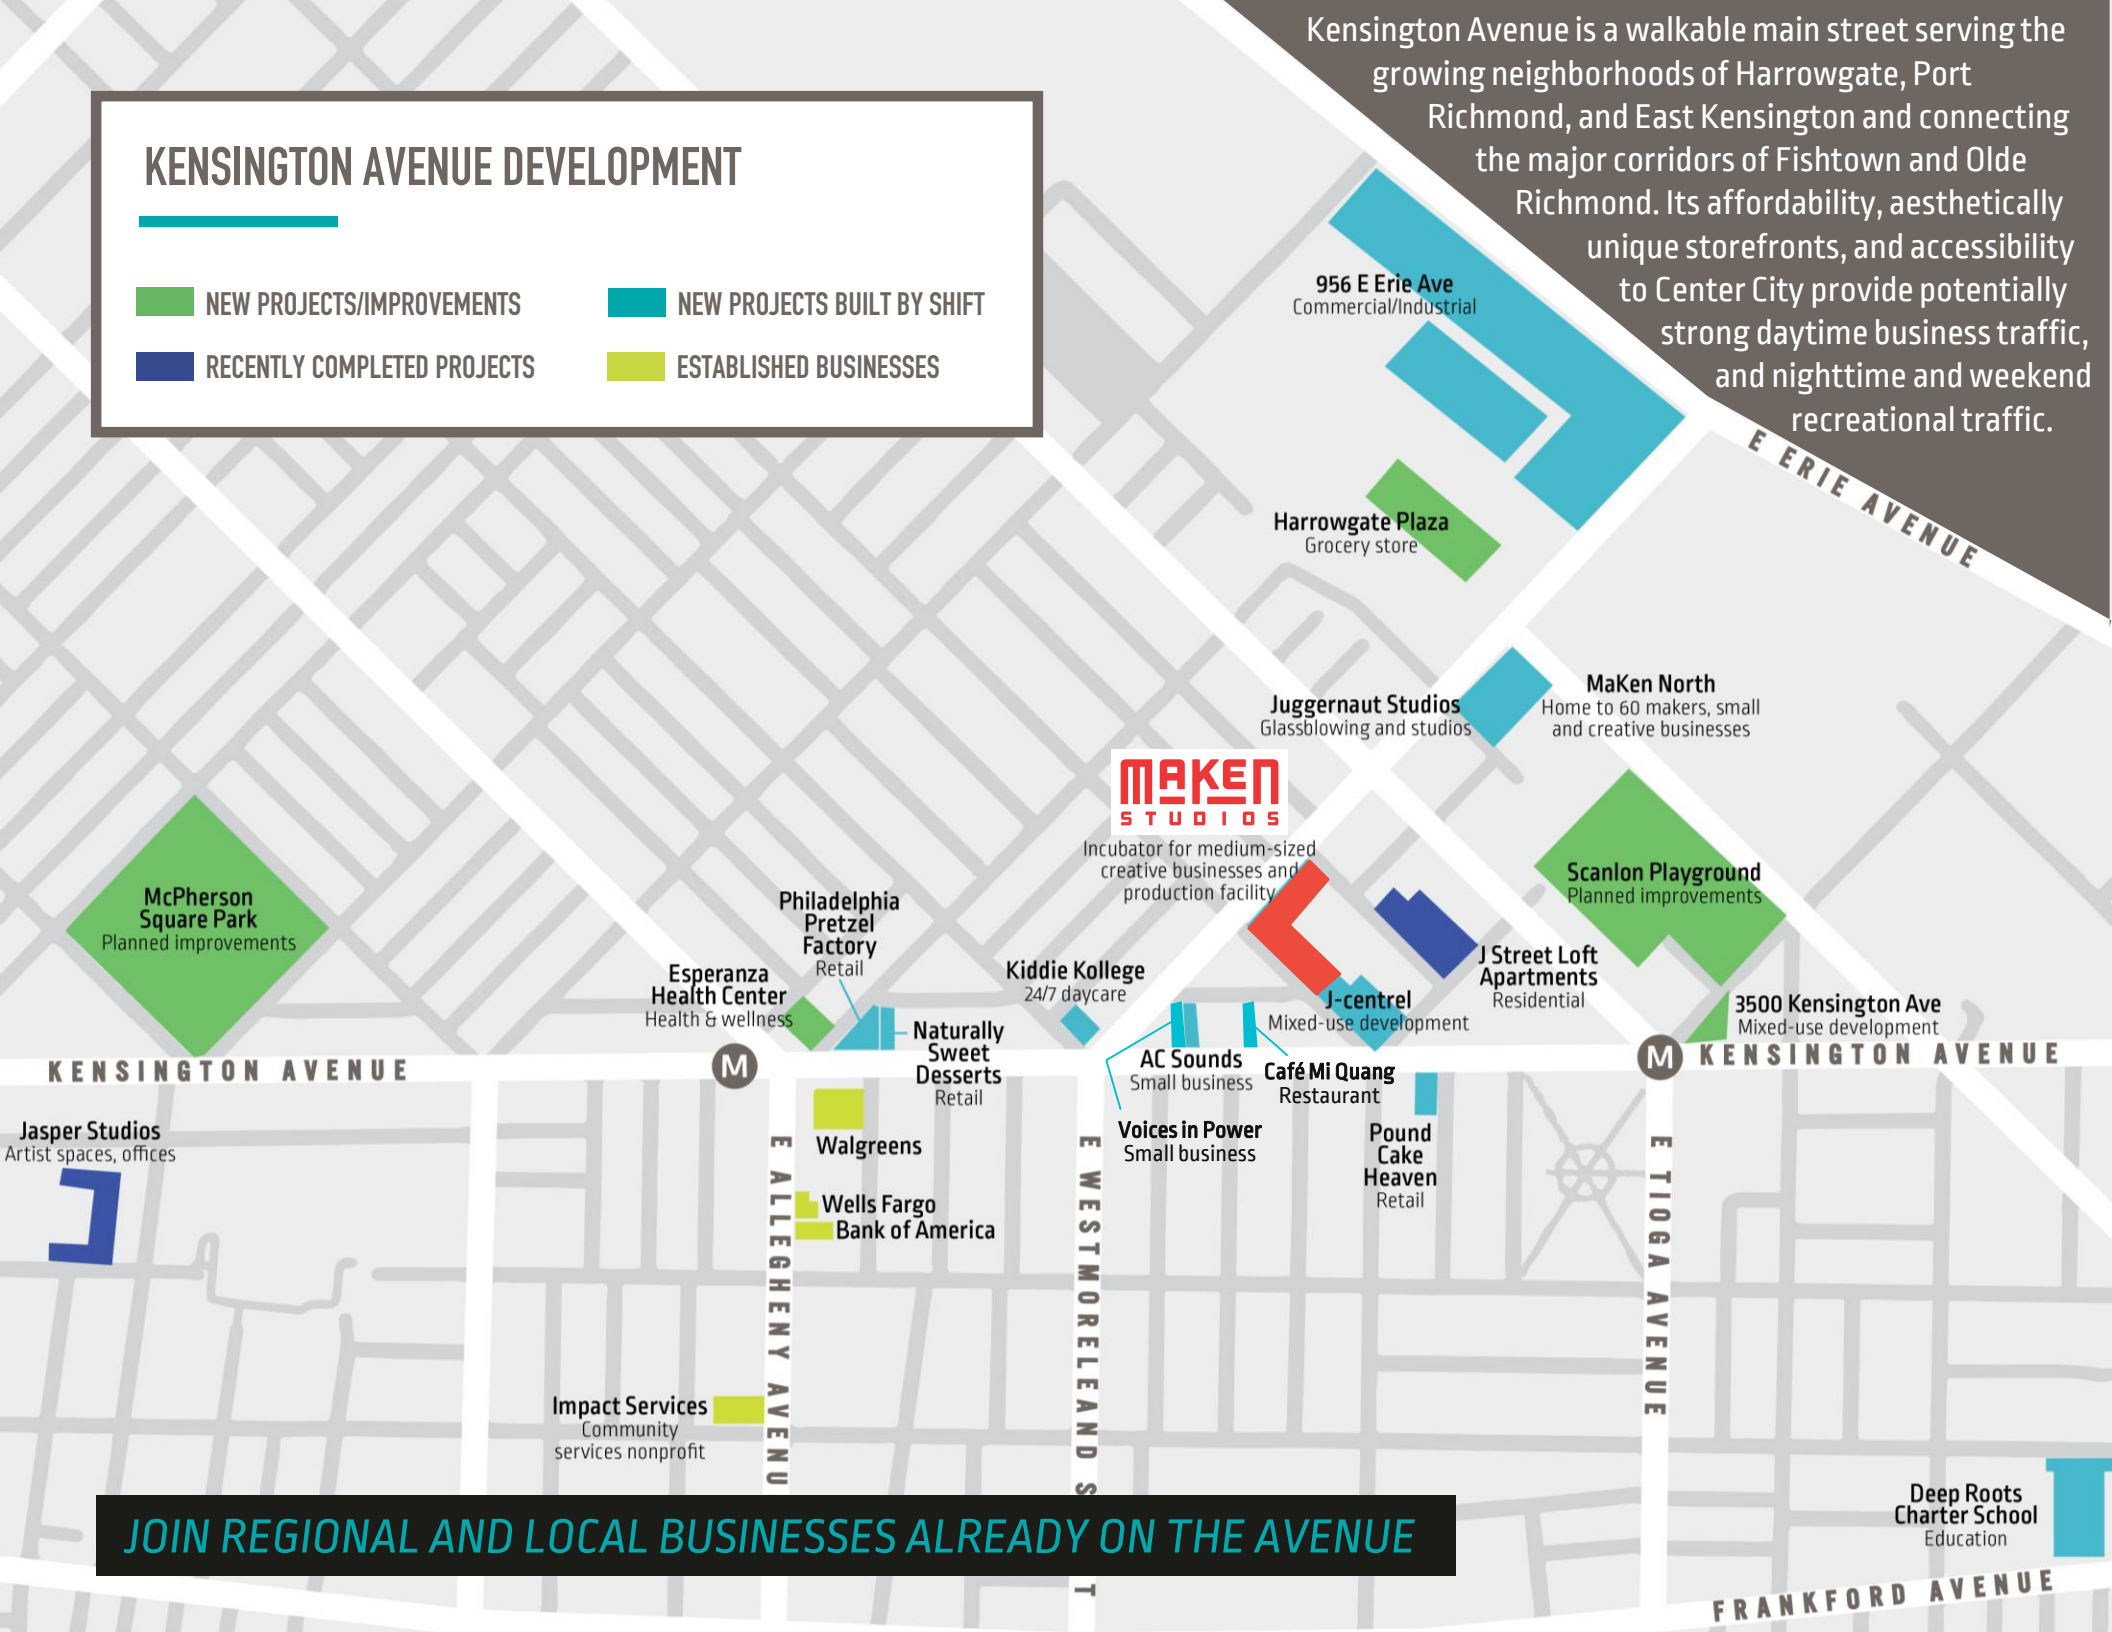 Kensington Avenue is a walkable main street serving the
growing neighborhoods of Harrowgate, Port
Richmond, and East Kensington and connecting
the major corridors of Fishtown and Olde
Richmond. Its affordability, aesthetically
unique storefronts, and accessibility
to Center City provide potentially
strong daytime business traffic,
and nighttime and weekend
recreational traffic.
KENSINGTON AVENUE DEVELOPMENT
NEW PROJECTS/IMPROVEMENTS
NEW PROJECTS BUILT BY SHIFT
RECENTLY COMPLETED PROJECTS
ESTABLISHED BUSINESSES
956 E Erie Ave
Commercial/Industrial
E ERIE AVENUE
Harrowgate Plaza
Grocery store
Juggernaut Studios
Glassblowing and studios
MaKen North
Home to 60 makers, small
and creative businesses
MAKEN
STUDIOS
Incubator for medium-sized
creative businesses and
production facility
Scanlon Playground
Planned improvements
McPherson
Square Park
Planned improvements
Philadelphia
Pretzel
Factory
Retail
Esperanza
Health Center
Health & wellness
Kiddie Kollege
24/7 daycare
J Street Loft
Apartments
Residential
J-centrel
Mixed-use development
3500 Kensington Ave
Mixed-use development
Naturally
Sweet
Desserts
Retail
AC Sounds
Small business
Café Mi Quang
Restaurant
KENSINGTON AVENUE
M
M
KENSINGTON AVENUE
Jasper Studios
Artist spaces, offices
Walgreens
Voices in Power
Small business
Pound
Cake
Heaven
Retail
Wells Fargo
Bank of America
E ALLEGHENY AVENU
E WESTMORELEAND S
T
E TIOGA AVENUE
Impact Services
Community
services nonprofit
Deep Roots
Charter School
Education
JOIN REGIONAL AND LOCAL BUSINESSES ALREADY ON THE AVENUE
FRANKFORD AVENUE